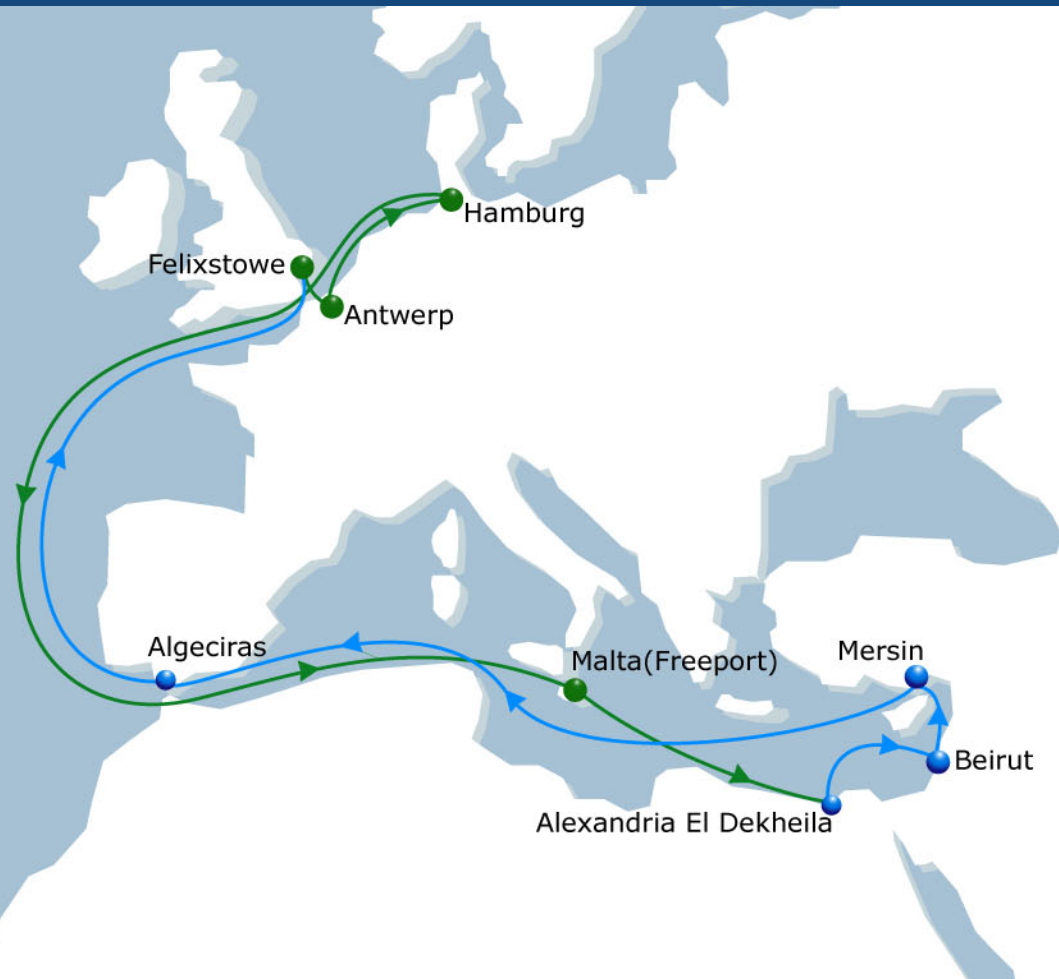 Hamburg
Felixstowe
Antwerp
Algeciras
Malta(Freeport)
Mersin
Beirut
Alexandria El Dekheila